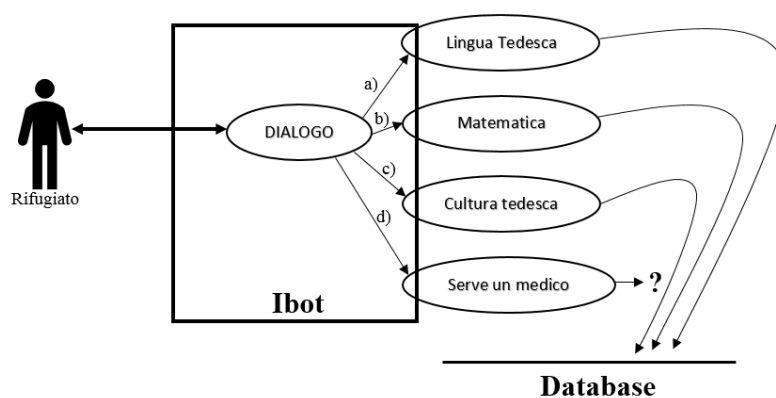 Lingua Tedesca
a)
DIALOGO
b)
Matematica
Rifugiato
c)
Cultura tedesca
d)
Serve un medico
?
Ibot
Database